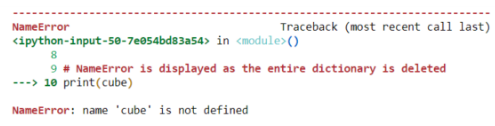 ---------------------------------------------------------------------------
NameError Traceback (most recent call last)
<ipython-input-50-7e054bd83a54> in <module>()
8
9 # NameError is displayed as the entire dictionary is deleted
---> 10 print(cube)
NameError: name 'cube' is not defined